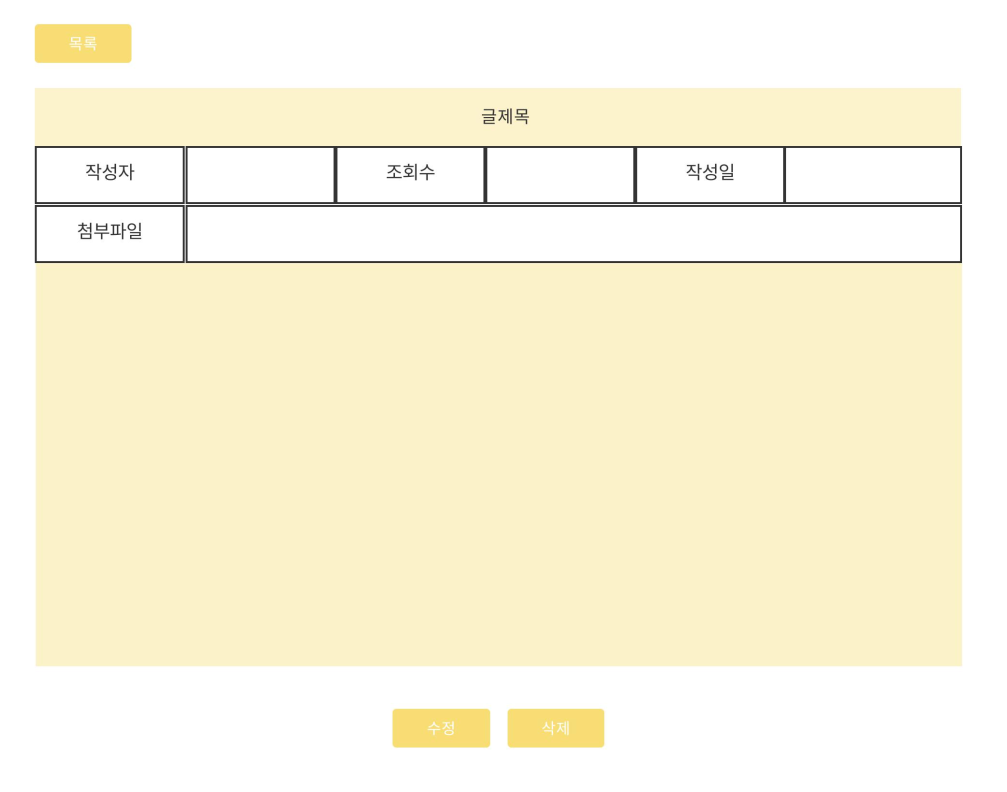 목록
글제목
작성자 조회수 작성일
첨부파일
수정 삭제